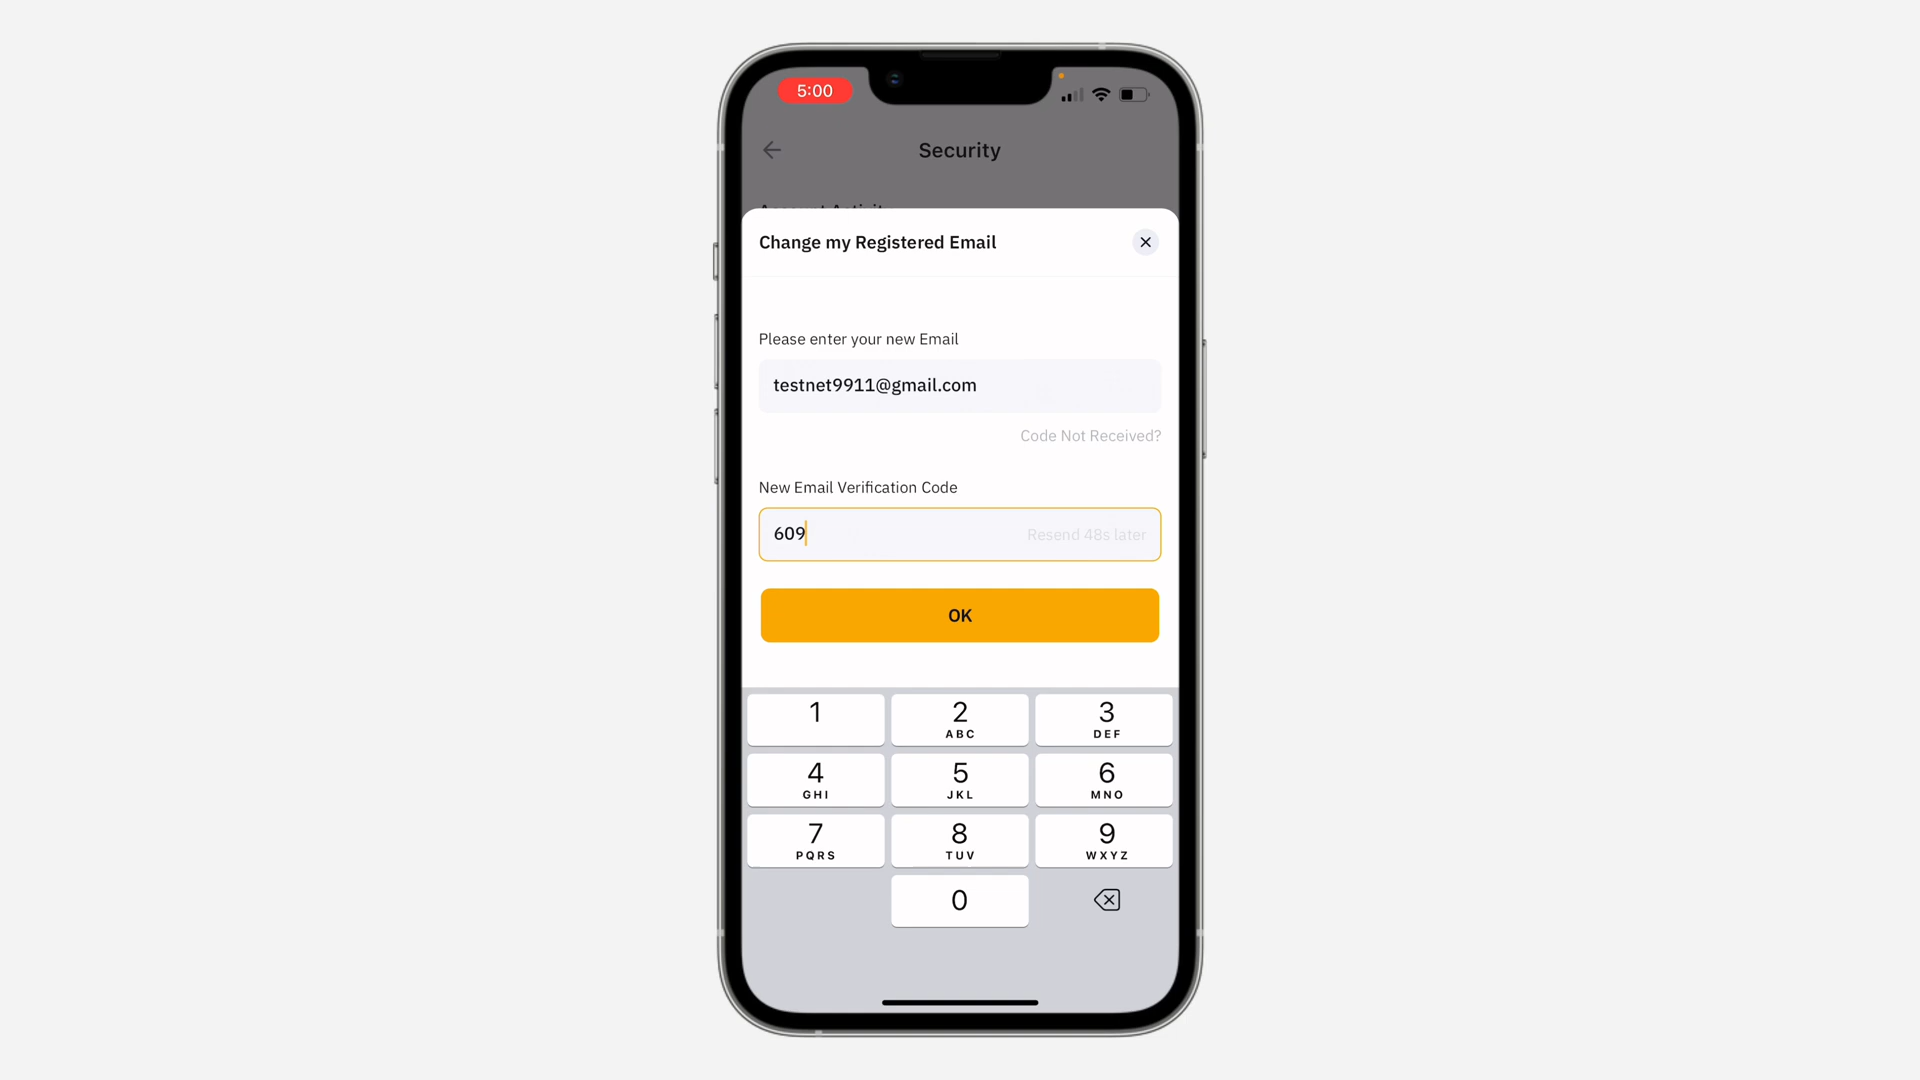 5:00
Security
Account Activity
Change my Registered Email
Please enter your new Email
testnet9911@gmail.com
Code Not Received?
New Email Verification Code
609
Resend 48s later
OK
1
2
ABC
3
DEF
4
GHI
5
JKL
6
MNO
7
PQRS
8
TUV
9
WXYZ
0